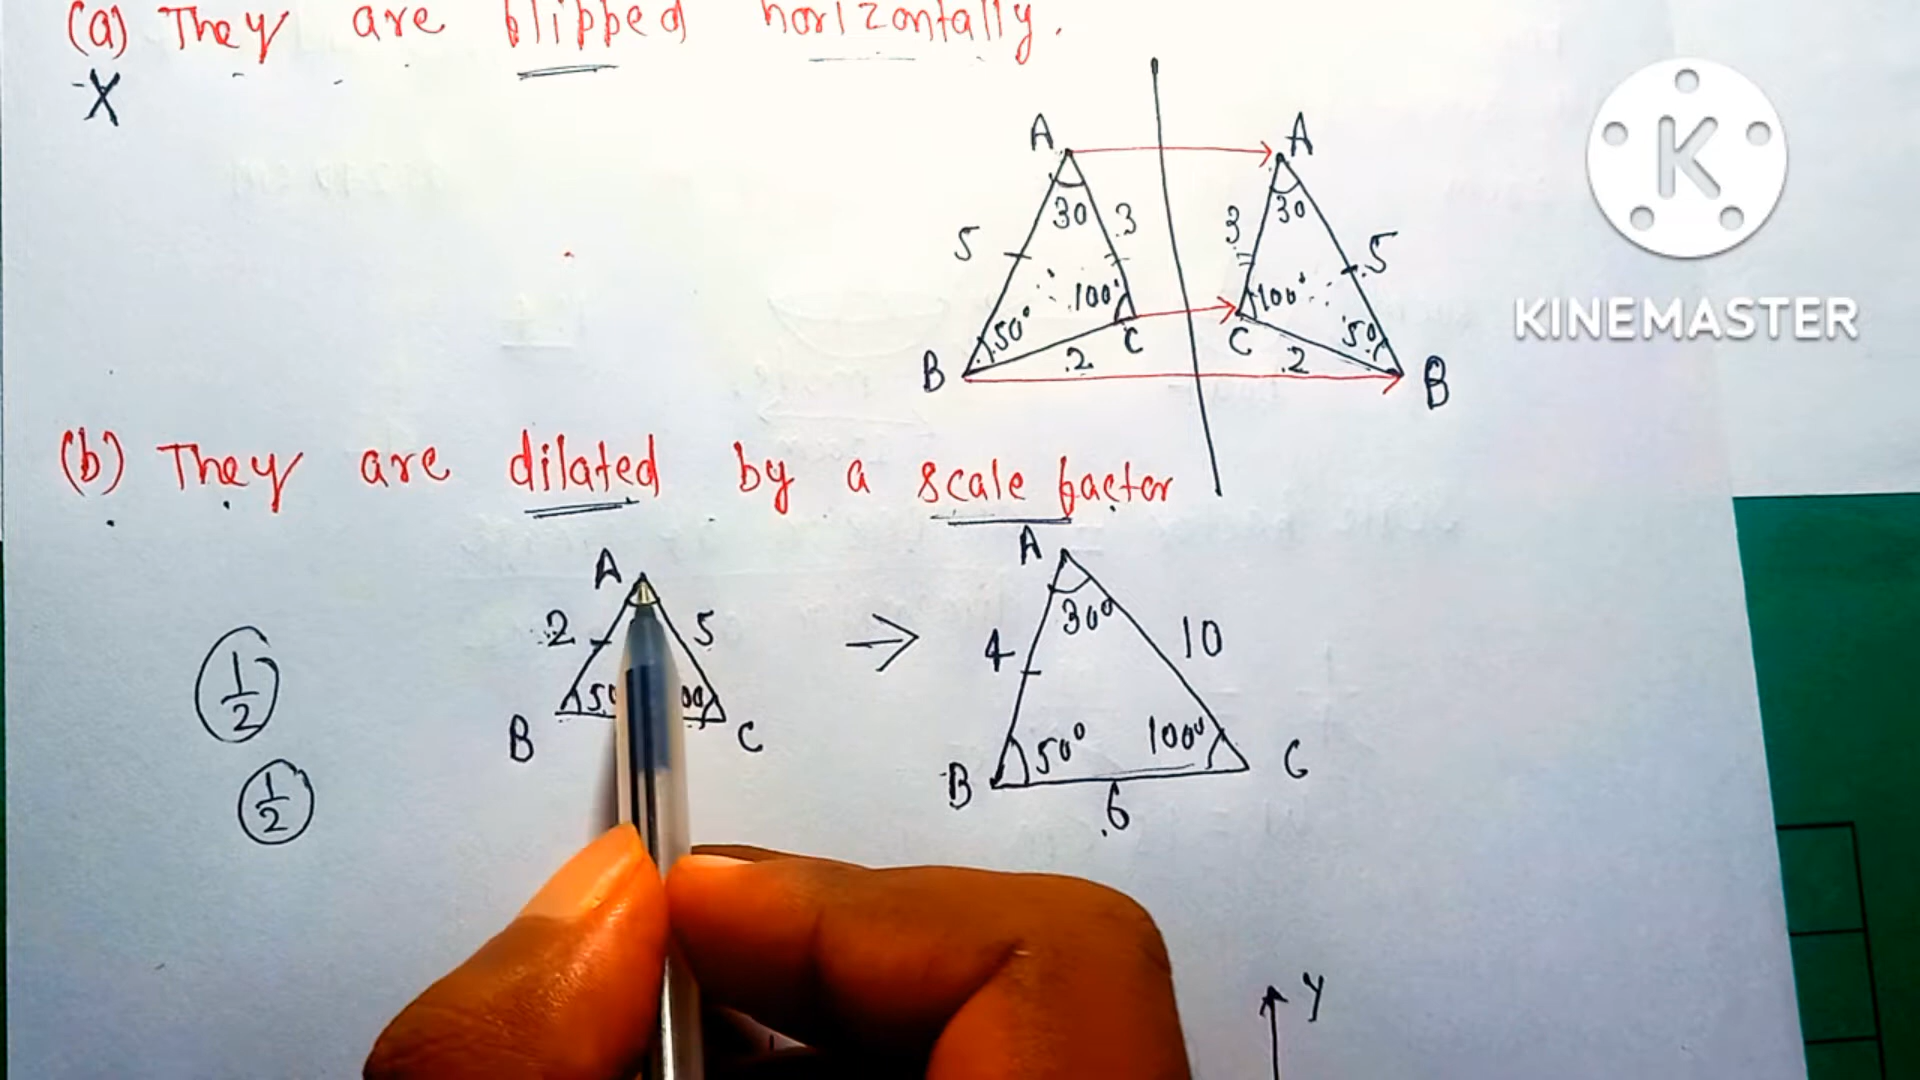 (a) They are flipped horizontally.
X
A A
30 3 3 30
5 5
100° 100°
50° 50
B 2 C C 2 B
K
KINEMASTER
(b) They are dilated by a scale factor
A A
30°
2 5 4 10
1/2
B C B 50° 100° C
6
1/2
y